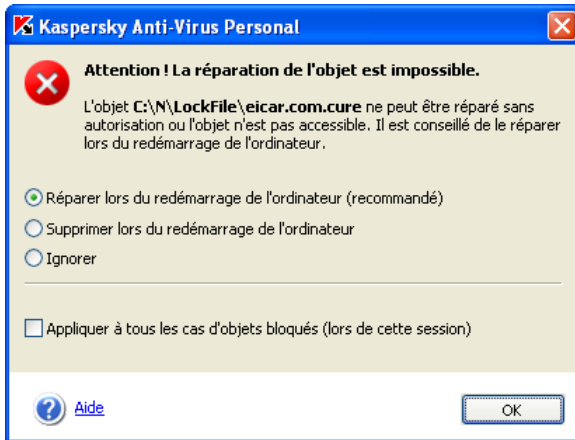 Kaspersky Anti-Virus Personal
Attention ! La réparation de l'objet est impossible.
L'objet C:\N\LockFile\eicar.com.cure ne peut être réparé sans
autorisation ou l'objet n'est pas accessible. Il est conseillé de le réparer
lors du redémarrage de l'ordinateur.
Réparer lors du redémarrage de l'ordinateur (recommandé)
Supprimer lors du redémarrage de l'ordinateur
Ignorer
Appliquer à tous les cas d'objets bloqués (lors de cette session)
Aide
OK